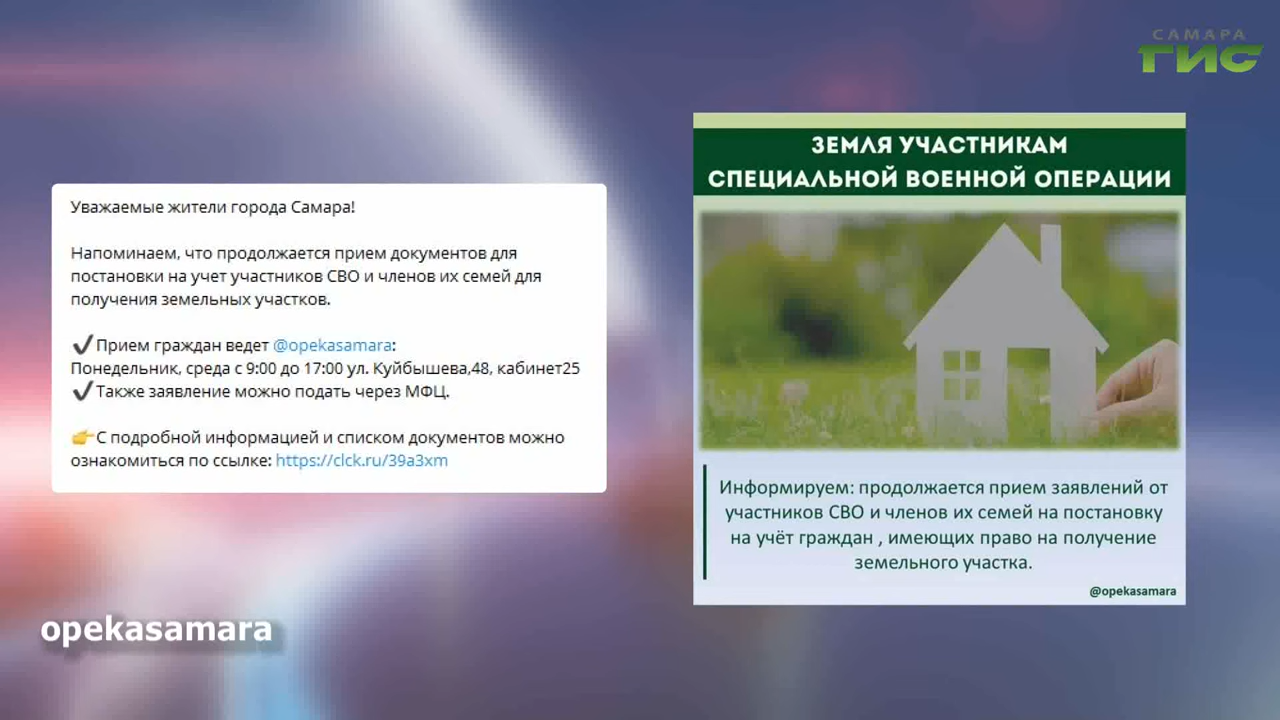 САМАРА
ГИС
Уважаемые жители города Самара!
Напоминаем, что продолжается прием документов для
постановки на учет участников СВО и членов их семей для
получения земельных участков.
✔Прием граждан ведет @opekasamara:
Понедельник, среда с 9:00 до 17:00 ул. Куйбышева,48, кабинет25
✔Также заявление можно подать через МФЦ.
👉С подробной информацией и списком документов можно
ознакомиться по ссылке: https://clck.ru/39a3xm
ЗЕМЛЯ УЧАСТНИКАМ
СПЕЦИАЛЬНОЙ ВОЕННОЙ ОПЕРАЦИИ
Информируем: продолжается прием заявлений от
участников СВО и членов их семей на постановку
на учёт граждан , имеющих право на получение
земельного участка.
@opekasamara
opekasamara